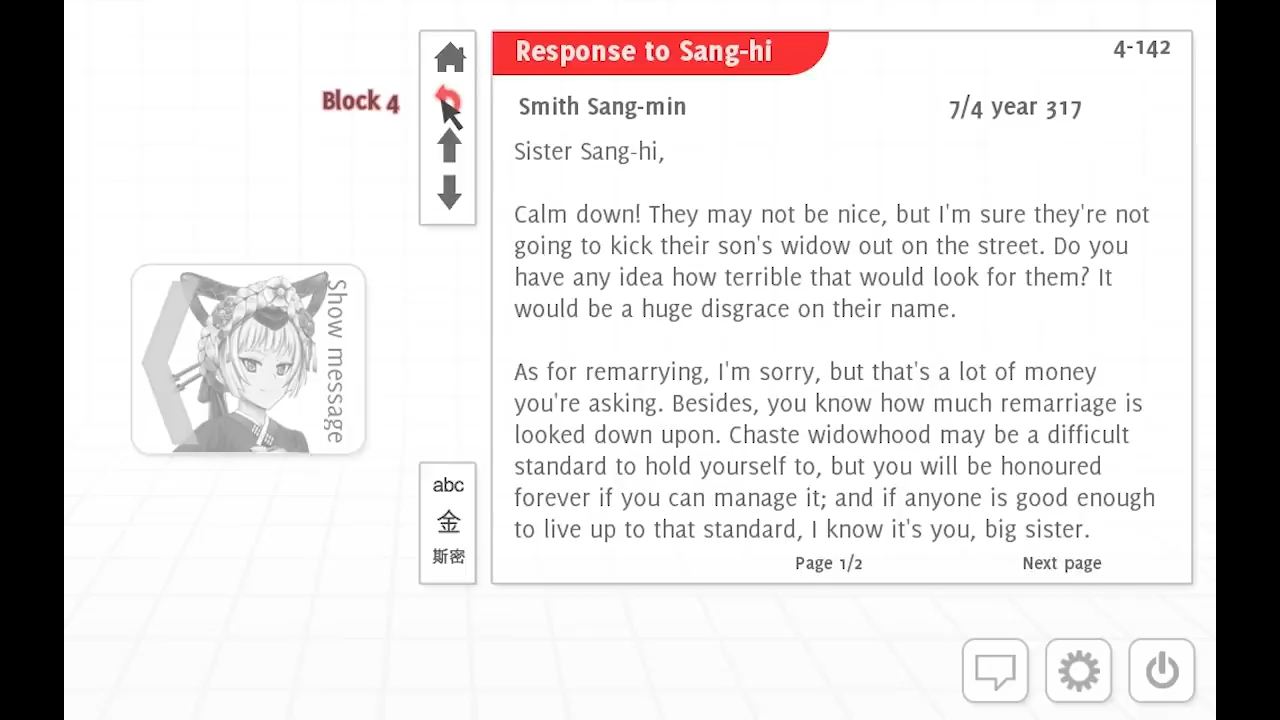 Response to Sang-hi
4-142
Block 4
Smith Sang-min
7/4 year 317
Sister Sang-hi,
Calm down! They may not be nice, but I'm sure they're not
going to kick their son's widow out on the street. Do you
have any idea how terrible that would look for them? It
would be a huge disgrace on their name.
As for remarrying, I'm sorry, but that's a lot of money
you're asking. Besides, you know how much remarriage is
looked down upon. Chaste widowhood may be a difficult
standard to hold yourself to, but you will be honoured
forever if you can manage it; and if anyone is good enough
to live up to that standard, I know it's you, big sister.
Page 1/2
Next page
Show message
abc
金
斯密